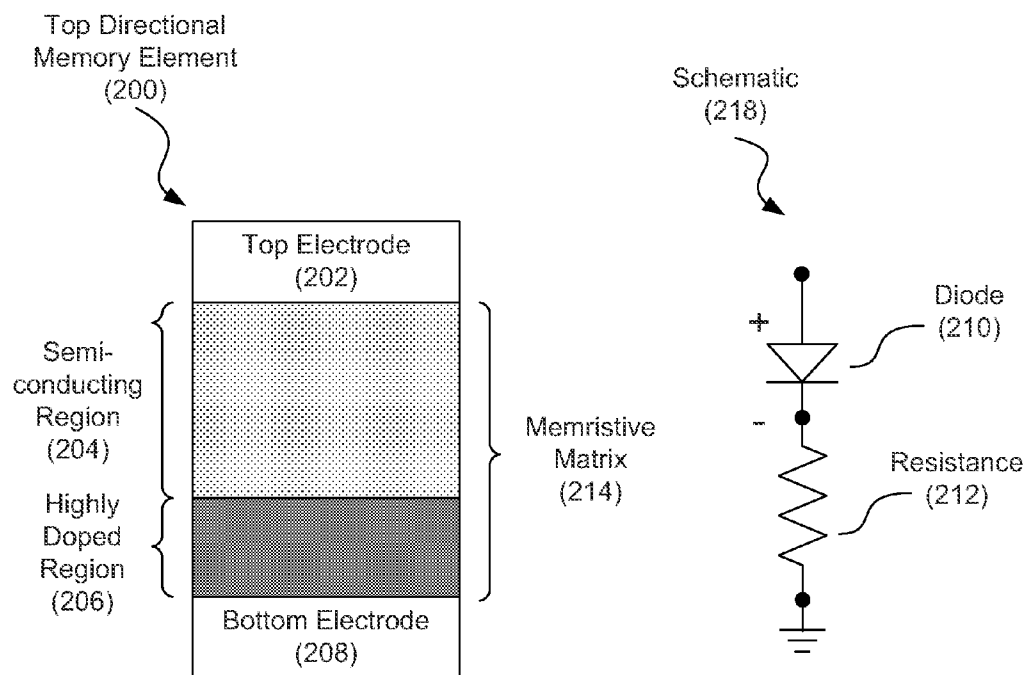 Top Directional
Memory Element
(200)
Schematic
(218)
Top Electrode
(202)
Semi-
conducting
Region
(204)
Highly
Doped
Region
(206)
Bottom Electrode
(208)
Memristive
Matrix
(214)
+
-
Diode
(210)
Resistance
(212)